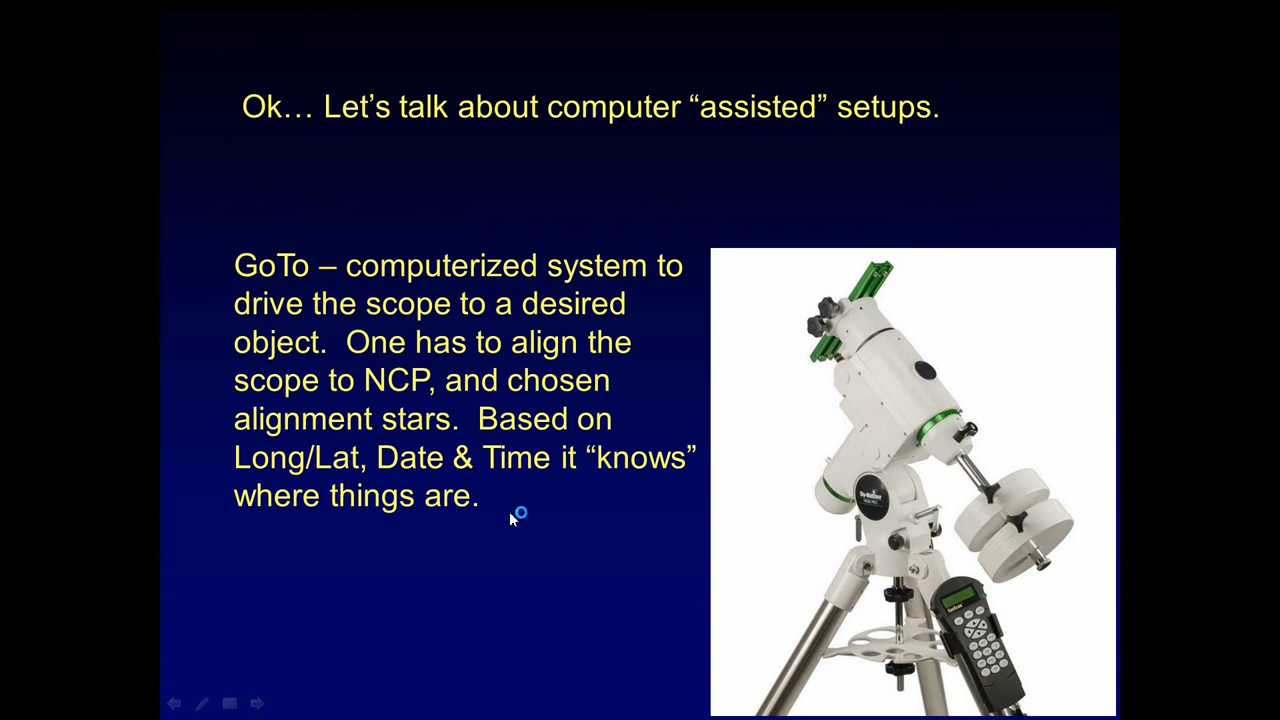 Ok… Let’s talk about computer “assisted” setups.
GoTo – computerized system to
drive the scope to a desired
object.  One has to align the
scope to NCP, and chosen
alignment stars.  Based on
Long/Lat, Date & Time it “knows”
where things are.
Sky-Watcher